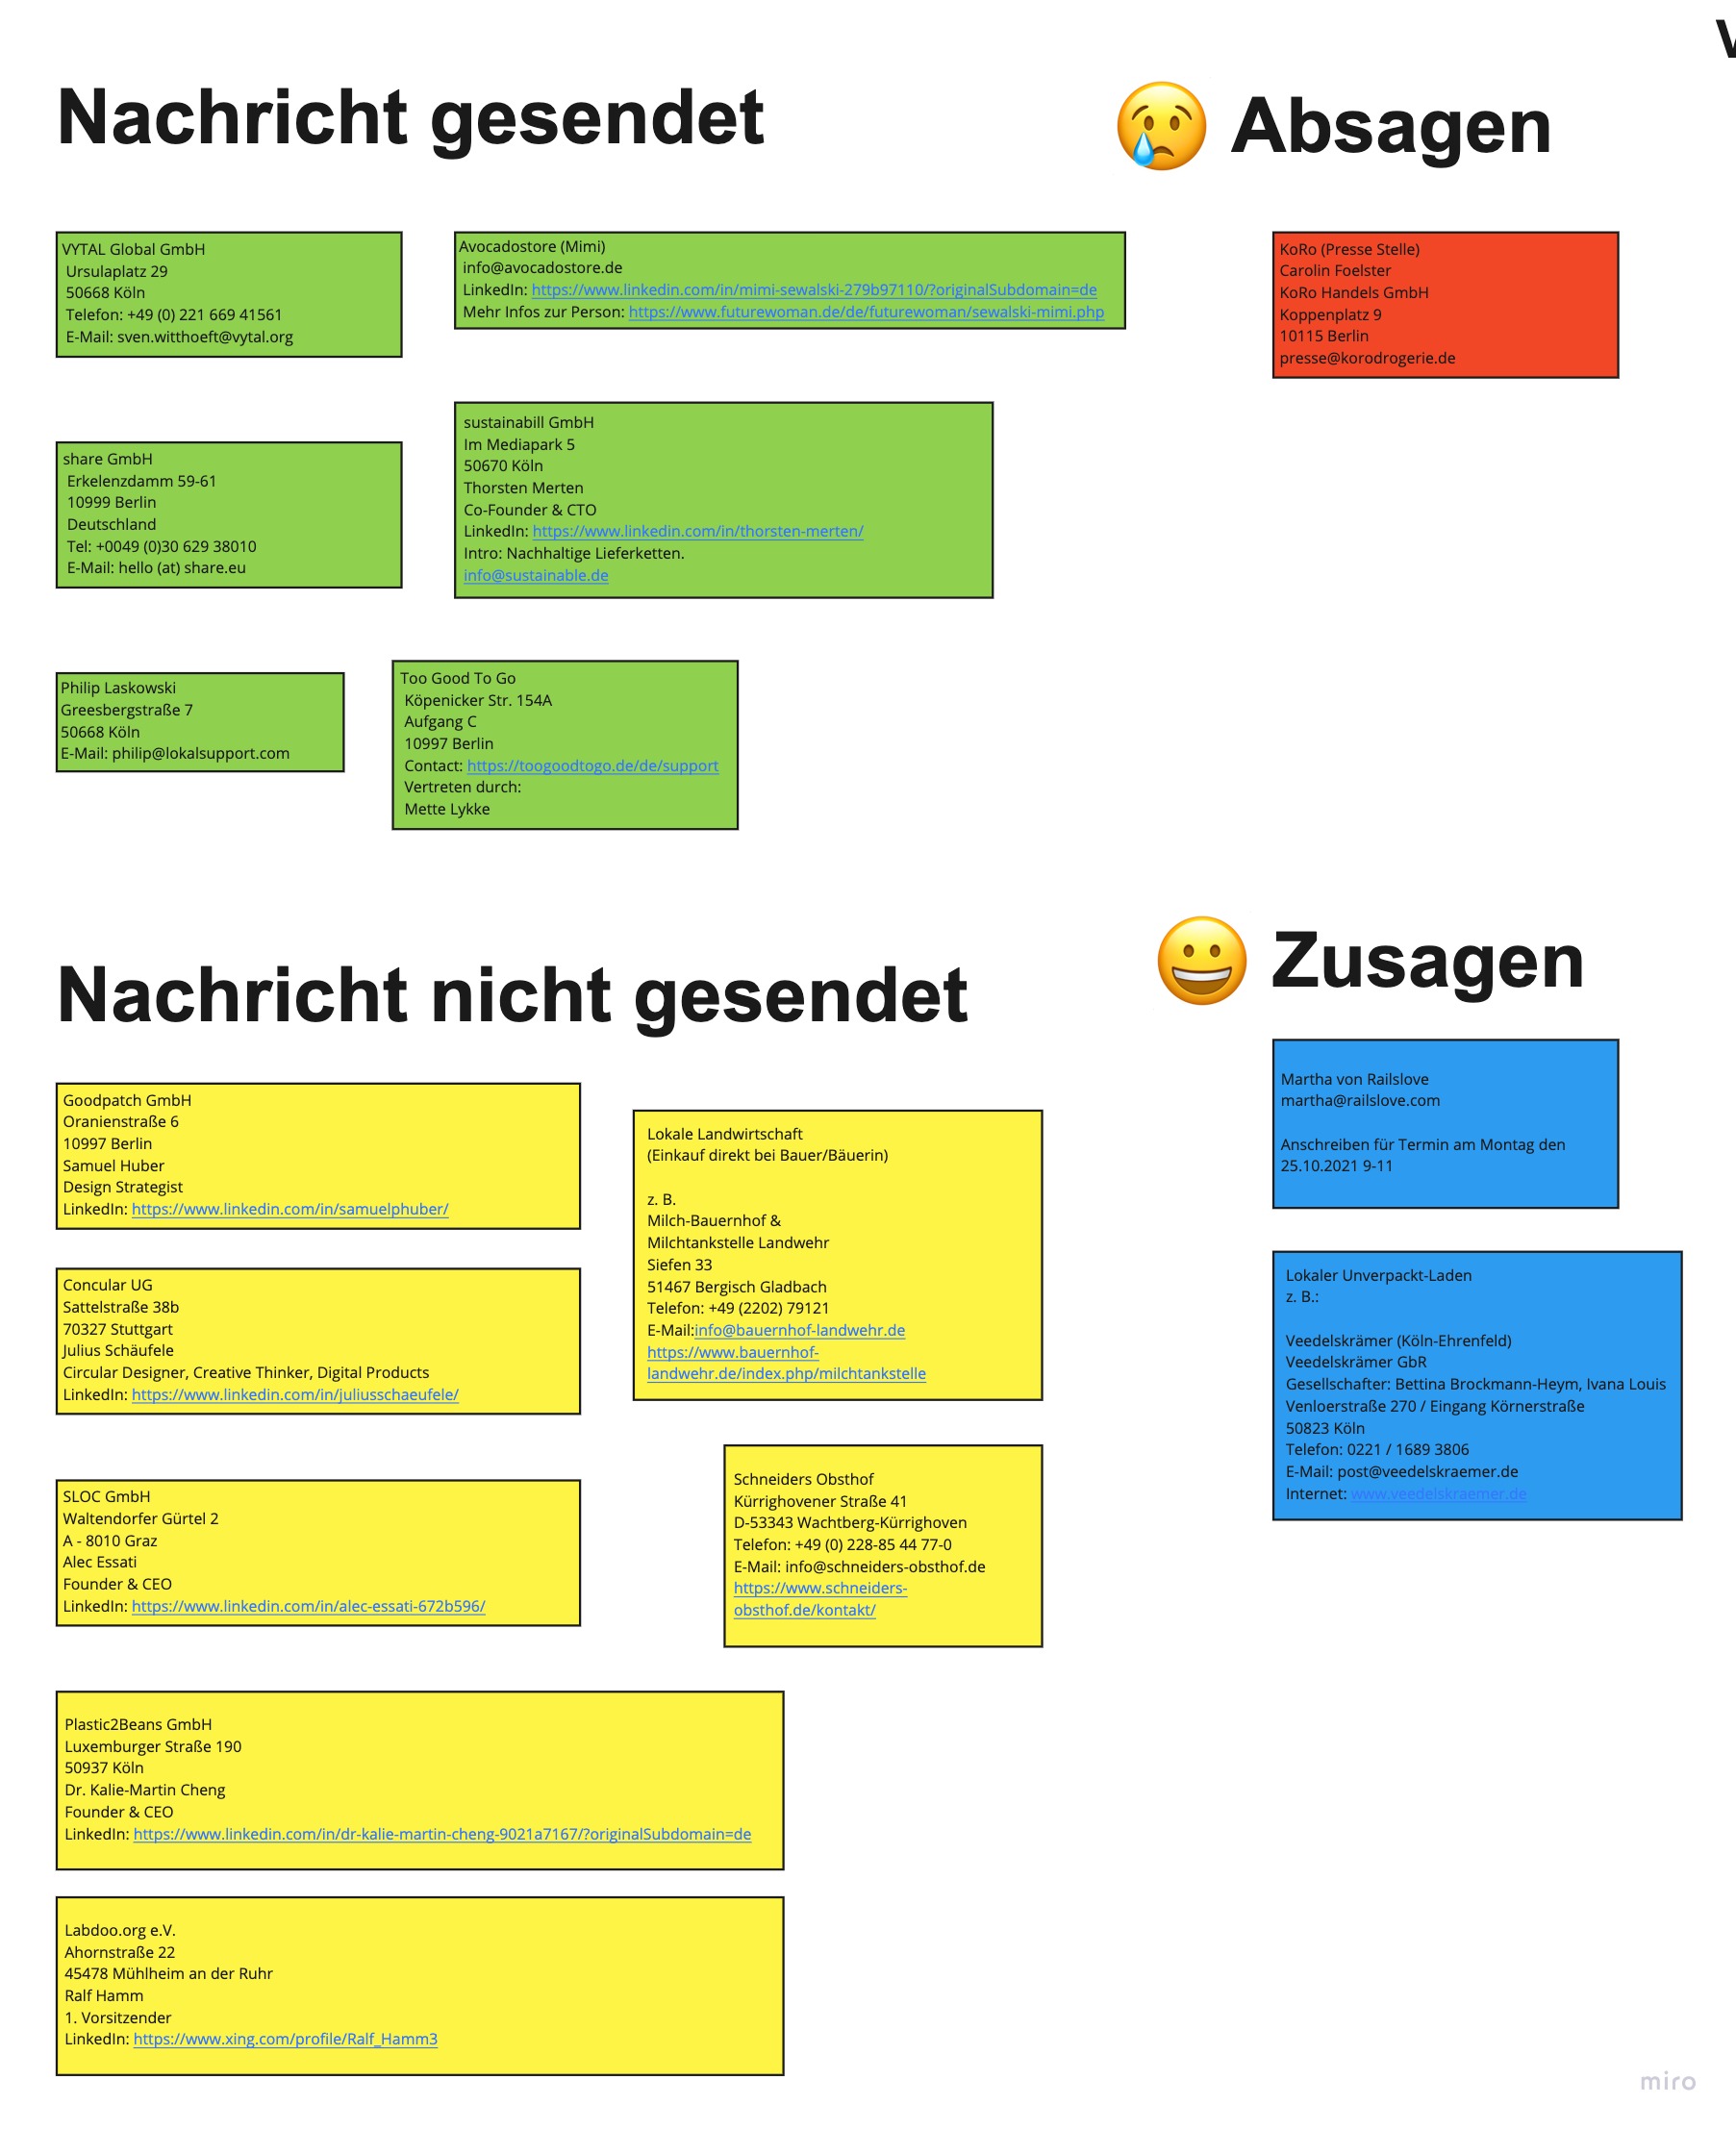 V
Nachricht gesendet
😢 Absagen
VYTAL Global GmbH
Ursulaplatz 29
50668 Köln
Telefon: +49 (0) 221 669 41561
E-Mail: sven.witthoeft@vytal.org
Avocadostore (Mimi)
info@avocadostore.de
LinkedIn: https://www.linkedin.com/in/mimi-sewalski-279b97110/?originalSubdomain=de
Mehr Infos zur Person: https://www.futurewoman.de/de/futurewoman/sewalski-mimi.php
KoRo (Presse Stelle)
Carolin Foelster
KoRo Handels GmbH
Koppenplatz 9
10115 Berlin
presse@korodrogerie.de
share GmbH
Erkelenzdamm 59-61
10999 Berlin
Deutschland
Tel: +0049 (0)30 629 38010
E-Mail: hello (at) share.eu
sustainabill GmbH
Im Mediapark 5
50670 Köln
Thorsten Merten
Co-Founder & CTO
LinkedIn: https://www.linkedin.com/in/thorsten-merten/
Intro: Nachhaltige Lieferketten.
info@sustainable.de
Philip Laskowski
Greesbergstraße 7
50668 Köln
E-Mail: philip@lokalsupport.com
Too Good To Go
Köpenicker Str. 154A
Aufgang C
10997 Berlin
Contact: https://toogoodtogo.de/de/support
Vertreten durch:
Mette Lykke
Nachricht nicht gesendet
😀 Zusagen
Goodpatch GmbH
Oranienstraße 6
10997 Berlin
Samuel Huber
Design Strategist
LinkedIn: https://www.linkedin.com/in/samuelphuber/
Lokale Landwirtschaft
(Einkauf direkt bei Bauer/Bäuerin)
z. B.
Milch-Bauernhof &
Milchtankstelle Landwehr
Siefen 33
51467 Bergisch Gladbach
Telefon: +49 (2202) 79121
E-Mail:info@bauernhof-landwehr.de
https://www.bauernhof-
landwehr.de/index.php/milchtankstelle
Martha von Railslove
martha@railslove.com
Anschreiben für Termin am Montag den
25.10.2021 9-11
Concular UG
Sattelstraße 38b
70327 Stuttgart
Julius Schäufele
Circular Designer, Creative Thinker, Digital Products
LinkedIn: https://www.linkedin.com/in/juliusschaeufele/
Lokaler Unverpackt-Laden
z. B.:
Veedelskrämer (Köln-Ehrenfeld)
Veedelskrämer GbR
Gesellschafter: Bettina Brockmann-Heym, Ivana Louis
Venloerstraße 270 / Eingang Körnerstraße
50823 Köln
Telefon: 0221 / 1689 3806
E-Mail: post@veedelskraemer.de
Internet: www.veedelskraemer.de
SLOC GmbH
Waltendorfer Gürtel 2
A - 8010 Graz
Alec Essati
Founder & CEO
LinkedIn: https://www.linkedin.com/in/alec-essati-672b596/
Schneiders Obsthof
Kürrighovener Straße 41
D-53343 Wachtberg-Kürrighoven
Telefon: +49 (0) 228-85 44 77-0
E-Mail: info@schneiders-obsthof.de
https://www.schneiders-
obsthof.de/kontakt/
Plastic2Beans GmbH
Luxemburger Straße 190
50937 Köln
Dr. Kalie-Martin Cheng
Founder & CEO
LinkedIn: https://www.linkedin.com/in/dr-kalie-martin-cheng-9021a7167/?originalSubdomain=de
Labdoo.org e.V.
Ahornstraße 22
45478 Mühlheim an der Ruhr
Ralf Hamm
1. Vorsitzender
LinkedIn: https://www.xing.com/profile/Ralf_Hamm3
miro